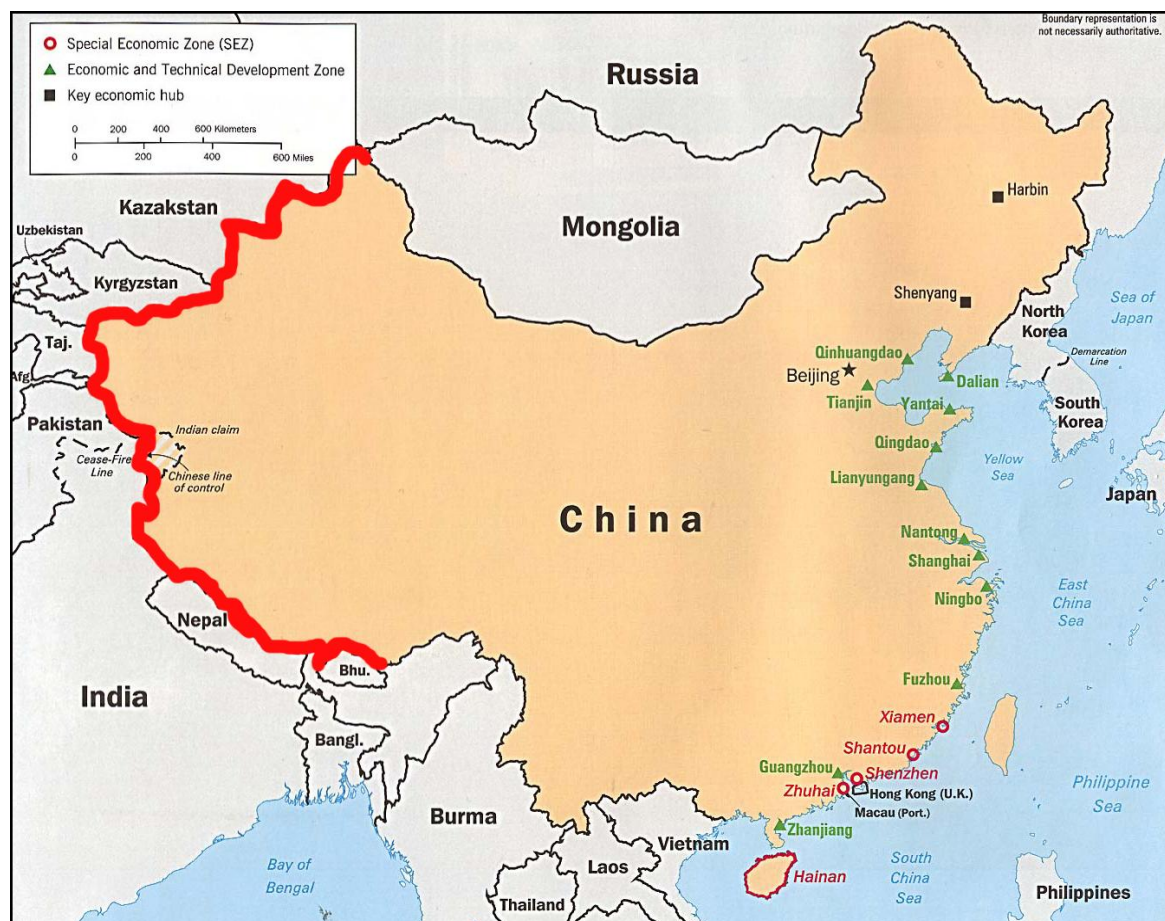 Boundary representation is
not necessarily authoritative.
Special Economic Zone (SEZ)
Economic and Technical Development Zone
Key economic hub
0 200 400 600 Kilometers
0 200 400 600 Miles
Russia
Kazakstan
Mongolia
Harbin
Uzbekistan
Kyrgyzstan
Shenyang
North
Korea
Sea of
Japan
Taj.
Demarcation
Line
Qinhuangdao
Beijing
Dalian
Afg.
Tianjin
Yantai
South
Korea
Pakistan
Indian claim
Qingdao
Cease-Fire
Line
Chinese line
of control
Yellow
Sea
Lianyungang
Japan
China
Nantong
Shanghai
Ningbo
East
China
Sea
Nepal
Bhu.
Fuzhou
India
Xiamen
Bangl.
Shantou
Guangzhou
Shenzhen
Zhuhai
Hong Kong (U.K.)
Macau (Port.)
Philippine
Sea
Burma
Zhanjiang
Vietnam
Bay of
Bengal
Laos
Hainan
South
China
Sea
Thailand
Philippines